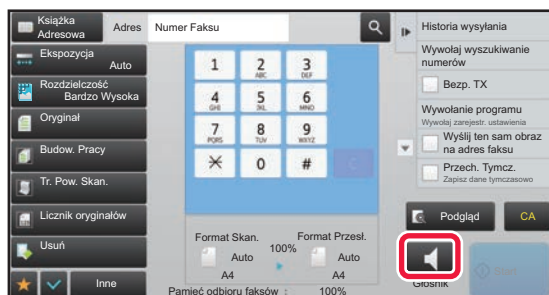 Książka
Adresowa
Adres
Numer Faksu
Ekspozycja
Auto
Rozdzielczość
Bardzo Wysoka
Oryginał
Budow. Pracy
Tr. Pow. Skan.
Licznik oryginałów
Usuń
Inne
1
2
ABC
3
DEF
4
GHI
5
JKL
6
MNO
7
PQRS
8
TUV
9
WXYZ
0
#
C
Format Skan.
100%
Format Przesł.
Auto
Auto
A4
A4
Pamięć odbioru faksów :
100%
Historia wysyłania
Wywołaj wyszukiwanie
numerów
Bezp. TX
Wywołanie programu
Wywołaj zarejestr. ustawienia
Wyślij ten sam obraz
na adres faksu
Przech. Tymcz.
Zapisz dane tymczasowo
Podgląd
CA
Głośnik
Start